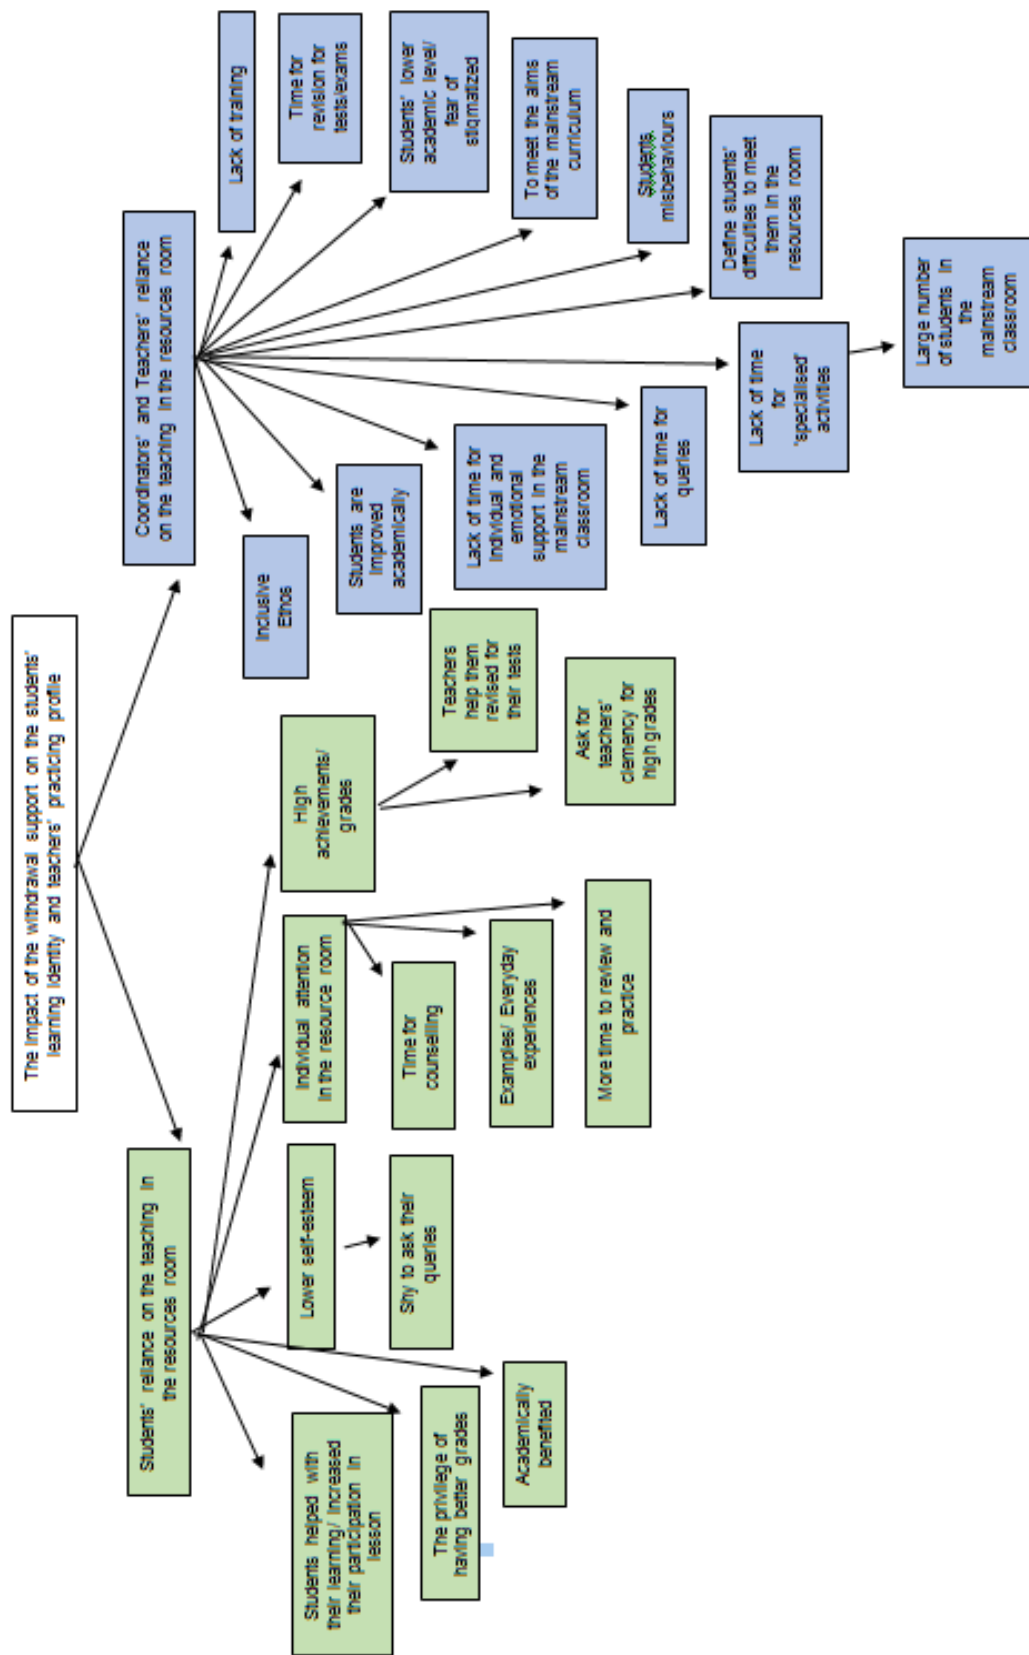 The impact of the withdrawal support on the students'
learning identity and teachers' practicing profile
Students' reliance on the teaching in
the resources room
Coordinators' and Teachers' reliance
on the teaching in the resources room
Students helped with
their learning/ Increased
their participation in
lesson
The privilege of
having better grades
Academically
benefited
Lower self-esteem
Shy to ask their
queries
Individual attention
in the resource room
Time for
counselling
Examples/ Everyday
experiences
More time to review and
practice
High
achievements/
grades
Teachers
help them
revised for
their tests
Ask for
teachers'
clemency for
high grades
Inclusive
Ethos
Students are
improved
academically
Lack of time for
individual and
emotional
support in the
mainstream
classroom
Lack of time for
queries
Lack of time
for
'specialised'
activities
Large number
of students in
the
mainstream
classroom
Define students'
difficulties to meet
them in the
resources room
Students
misbehaviours
To meet the aims
of the mainstream
curriculum
Students' lower
academic level/
fear of
stigmatized
Time for
revision for
tests/exams
Lack of training